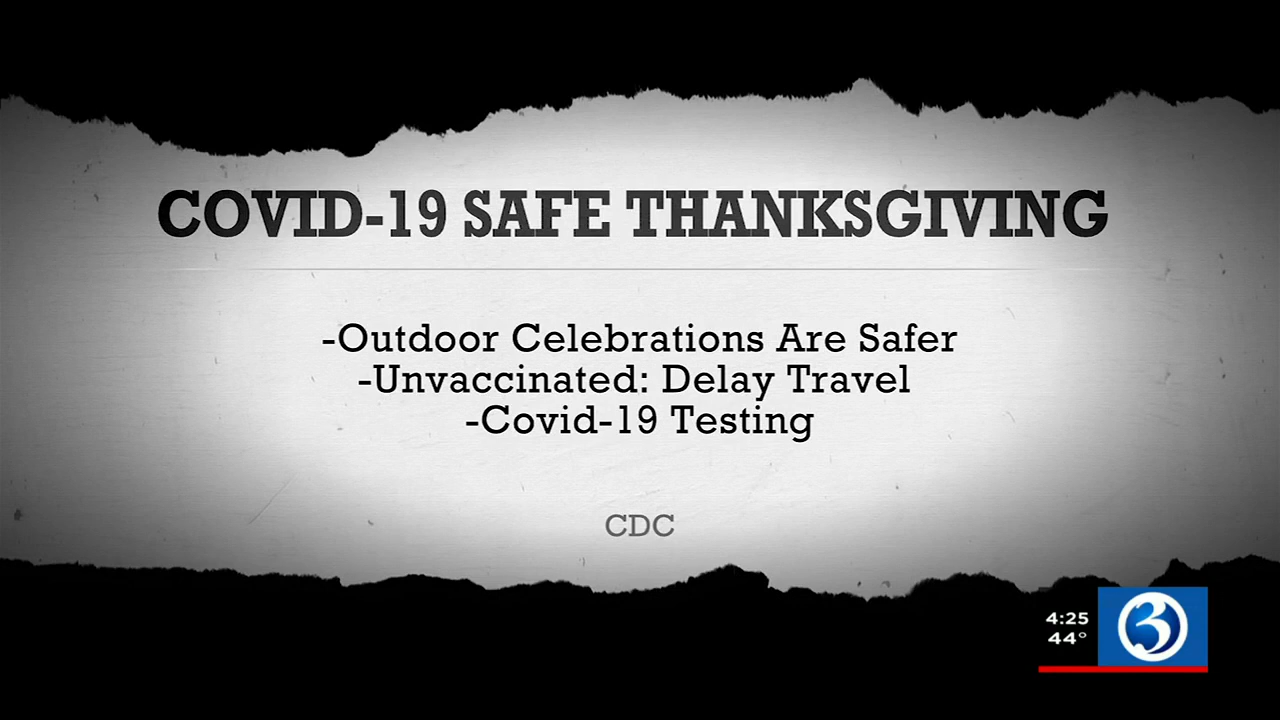 COVID-19 SAFE THANKSGIVING
-Outdoor Celebrations Are Safer
-Unvaccinated: Delay Travel
-Covid-19 Testing
CDC
4:25
44°
3